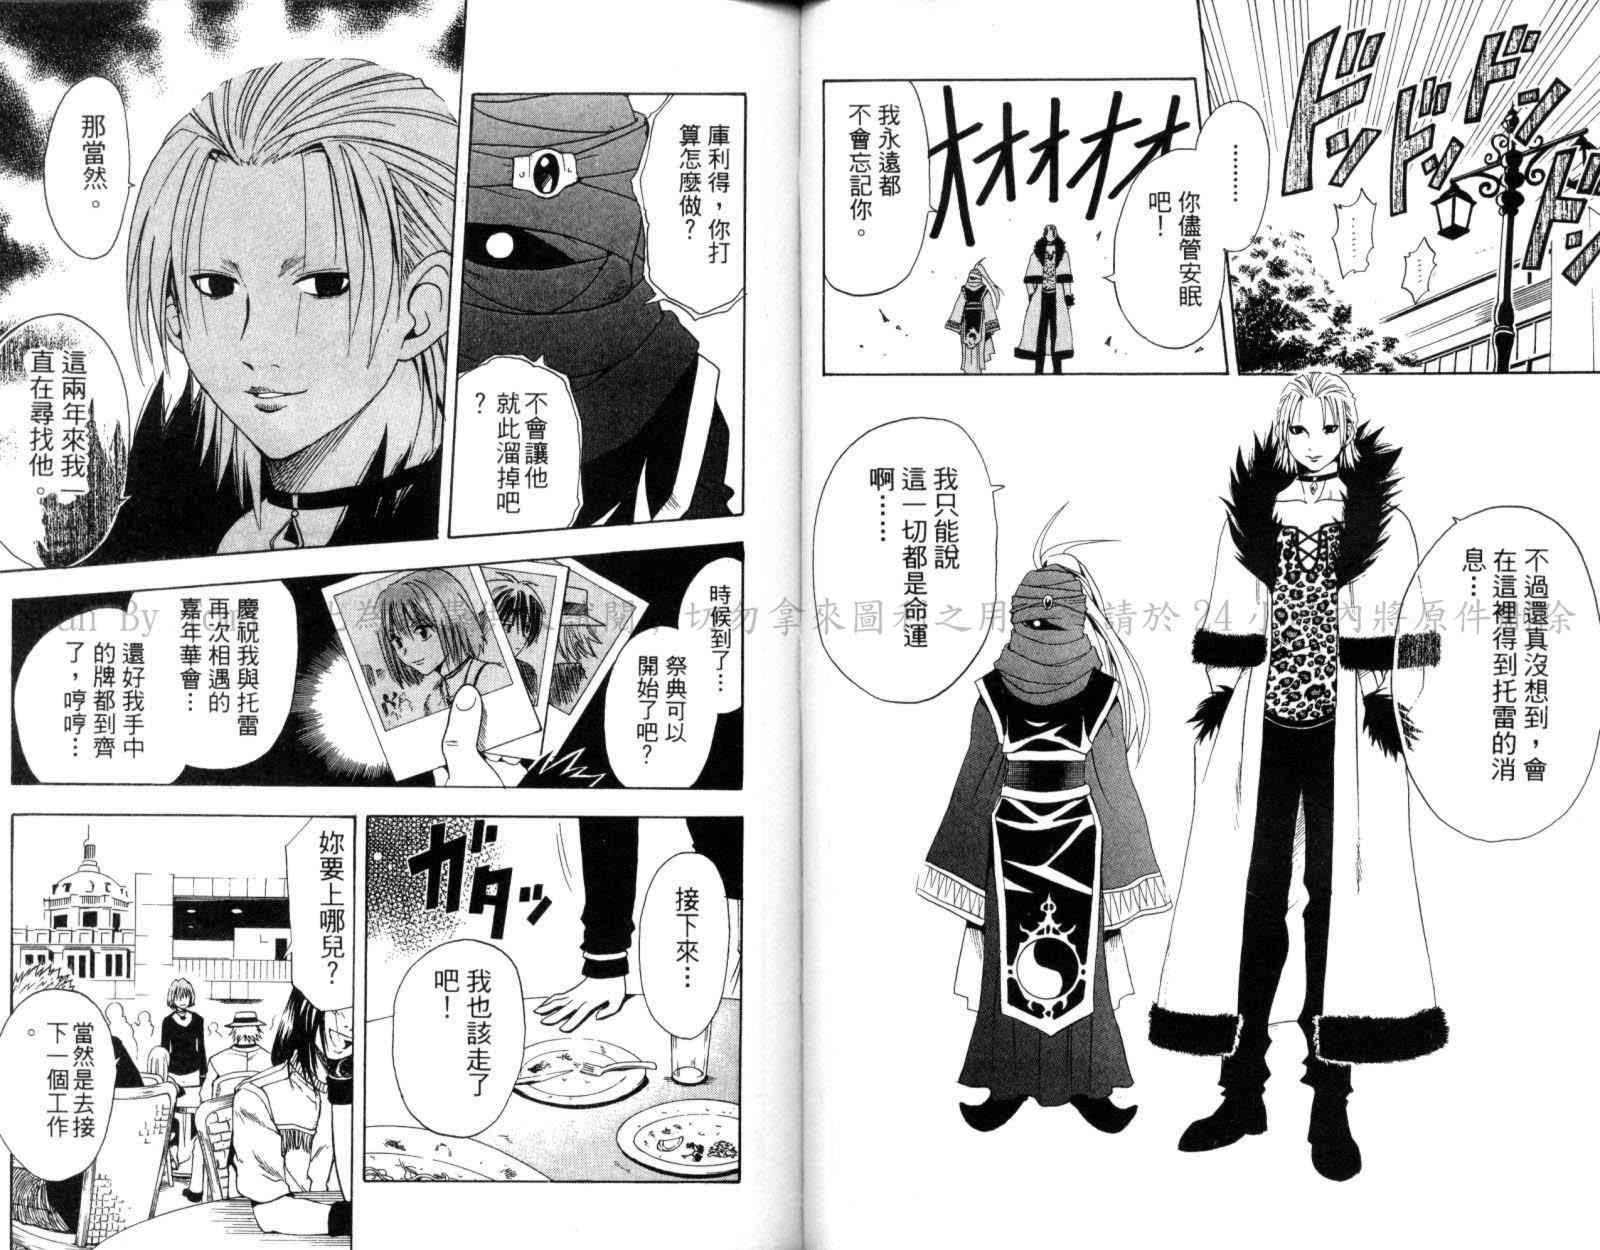 ドンドンドン
………
………
………
你儘管安眠
吧！
オオオオオ
我永遠都
不會忘記你。
不過還真沒想到，會
在這裡得到托雷的消
息…
我只能說
這一切都是命運
啊……
庫利得，你打
算怎麼做？
不會讓他
就此溜掉吧
？
那當然。
這兩年來我一
直在尋找他。
時候到了…
祭典可以
開始了吧？
慶祝我與托雷
再次相遇的
嘉年華會…
還好我手中
的牌都到齊
了，哼哼…
ガタッ
接下來…
我也該走了
吧！
妳要上哪兒？
當然是去接
下一個工作
。